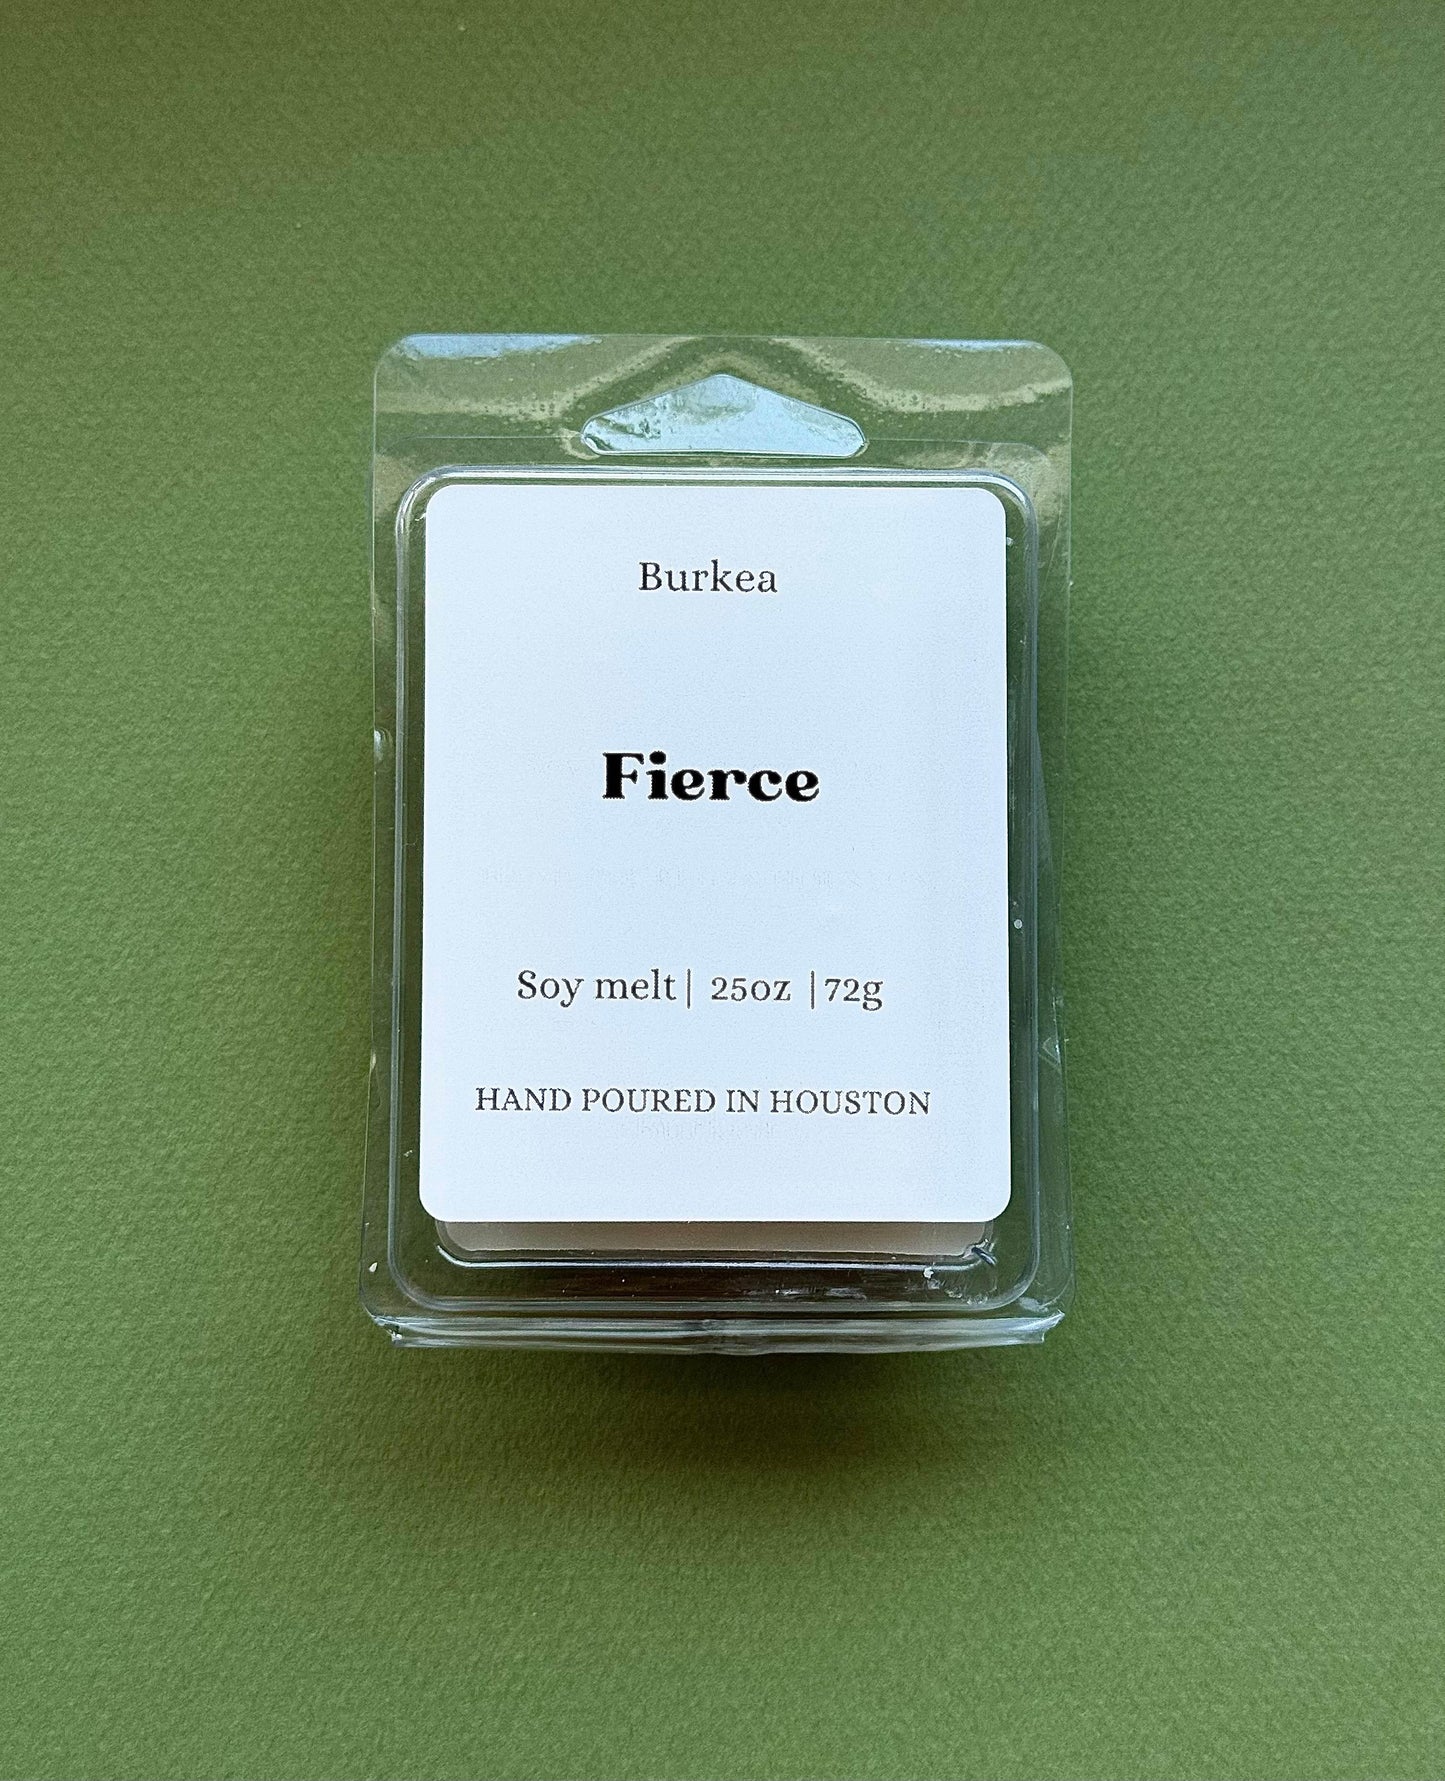 Burkea
Fierce
Soy melt| 25oz |72g
HAND POURED IN HOUSTON